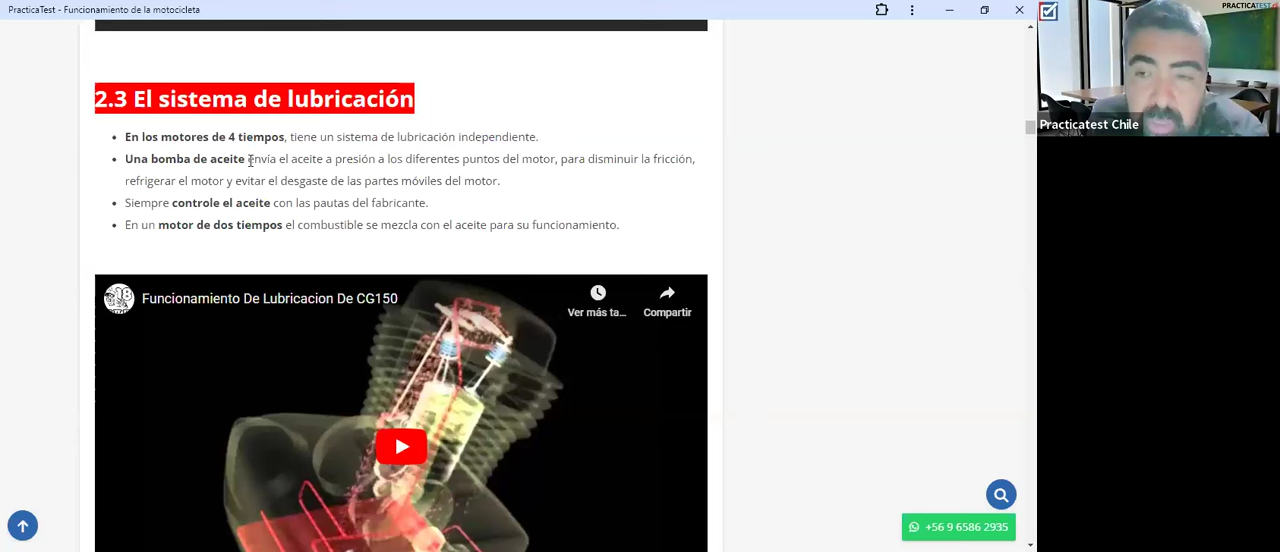 PracticaTest - Funcionamiento de la motocicleta
PRACTICATEST
2.3 El sistema de lubricación
En los motores de 4 tiempos, tiene un sistema de lubricación independiente.
Practicatest Chile
Una bomba de aceite envía el aceite a presión a los diferentes puntos del motor, para disminuir la fricción,
refrigerar el motor y evitar el desgaste de las partes móviles del motor.
Siempre controle el aceite con las pautas del fabricante.
En un motor de dos tiempos el combustible se mezcla con el aceite para su funcionamiento.
Funcionamiento De Lubricacion De CG150
Ver más ta...
Compartir
+56 9 6586 2935